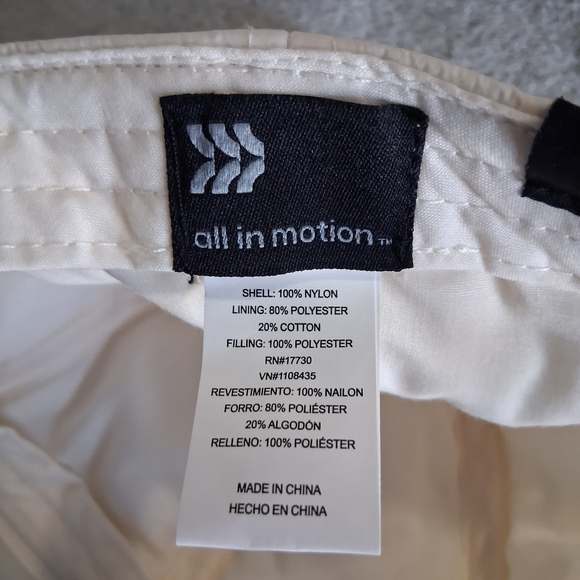 all in motion™
SHELL: 100% NYLON
LINING: 80% POLYESTER
20% COTTON
FILLING: 100% POLYESTER
RN#17730
VN#1108435
REVESTIMIENTO: 100% NAILON
FORRO: 80% POLIÉSTER
20% ALGODÓN
RELLENO: 100% POLIÉSTER
MADE IN CHINA
HECHO EN CHINA